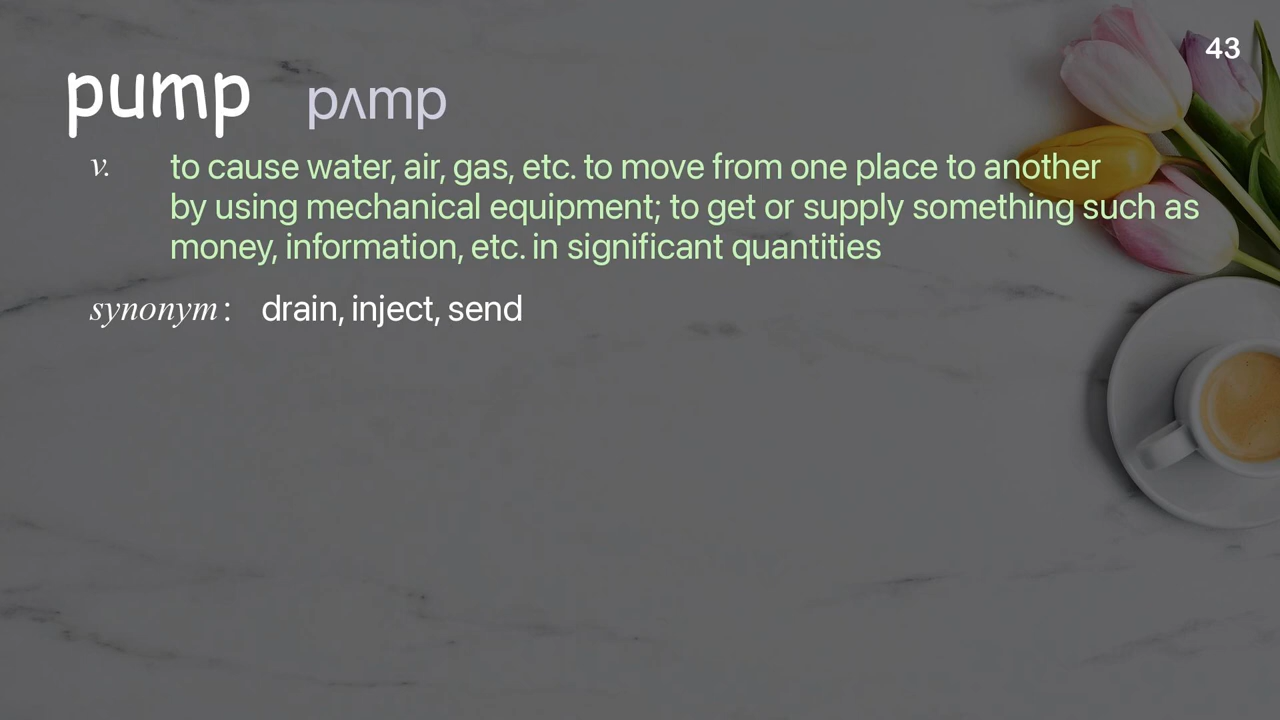 43
pump pʌmp
v. to cause water, air, gas, etc. to move from one place to another
by using mechanical equipment; to get or supply something such as
money, information, etc. in significant quantities
synonym: drain, inject, send